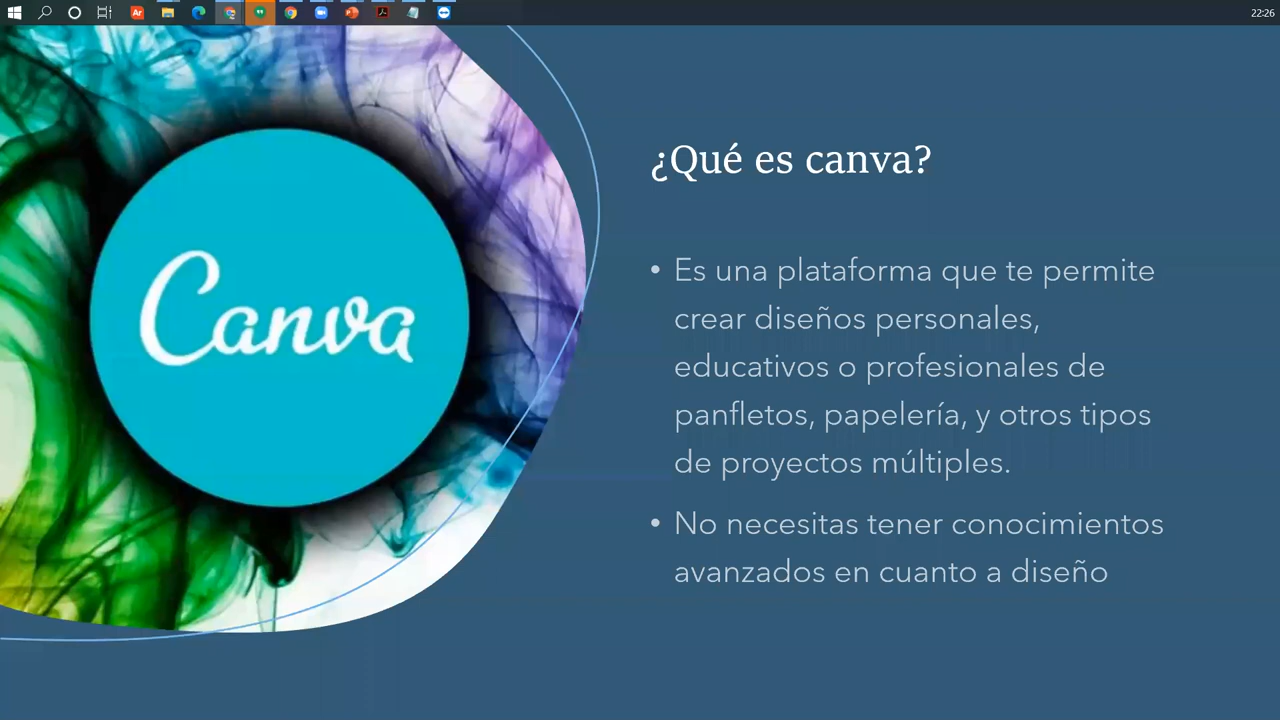 Ar
22:26
Canva
¿Qué es canva?
• Es una plataforma que te permite
crear diseños personales,
educativos o profesionales de
panfletos, papelería, y otros tipos
de proyectos múltiples.
• No necesitas tener conocimientos
avanzados en cuanto a diseño